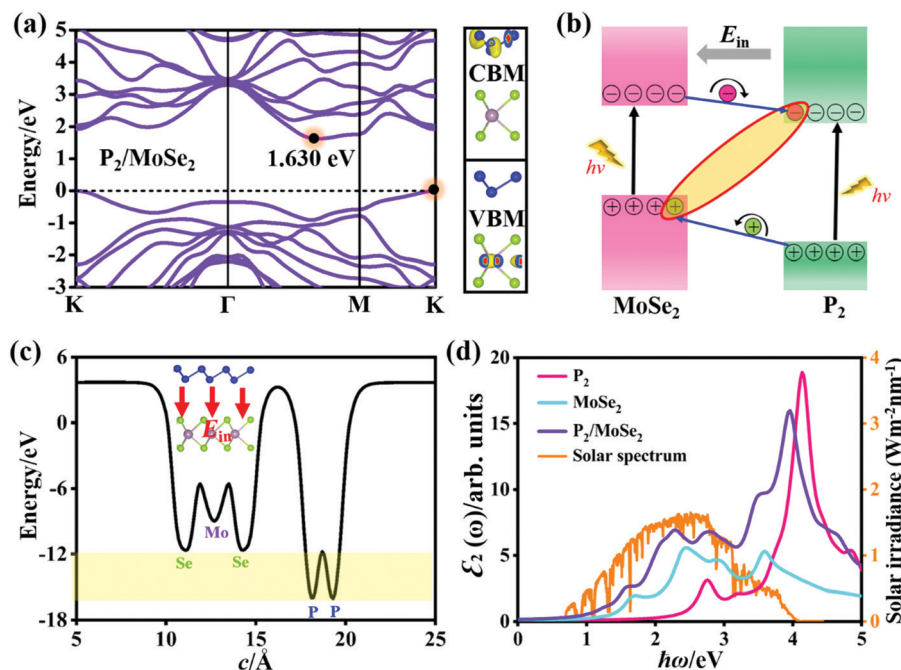 (a)
5
4
3
2
1
0
-1
-2
-3
Energy/eV
P₂/MoSe₂
1.630 eV
K
Γ
M
K
CBM
VBM
(b)
Eᵢₙ
hv
hv
MoSe₂
P₂
(c)
6
0
-6
-12
-18
Energy/eV
Eᵢₙ
Mo
Se
Se
P
P
5
10
15
20
25
c/Å
(d)
20
15
10
5
0
ℰ₂ (ω)/arb. units
P₂
MoSe₂
P₂/MoSe₂
Solar spectrum
4
3
2
1
0
Solar irradiance (Wm⁻²nm⁻¹)
0
1
2
3
4
5
ħω/eV